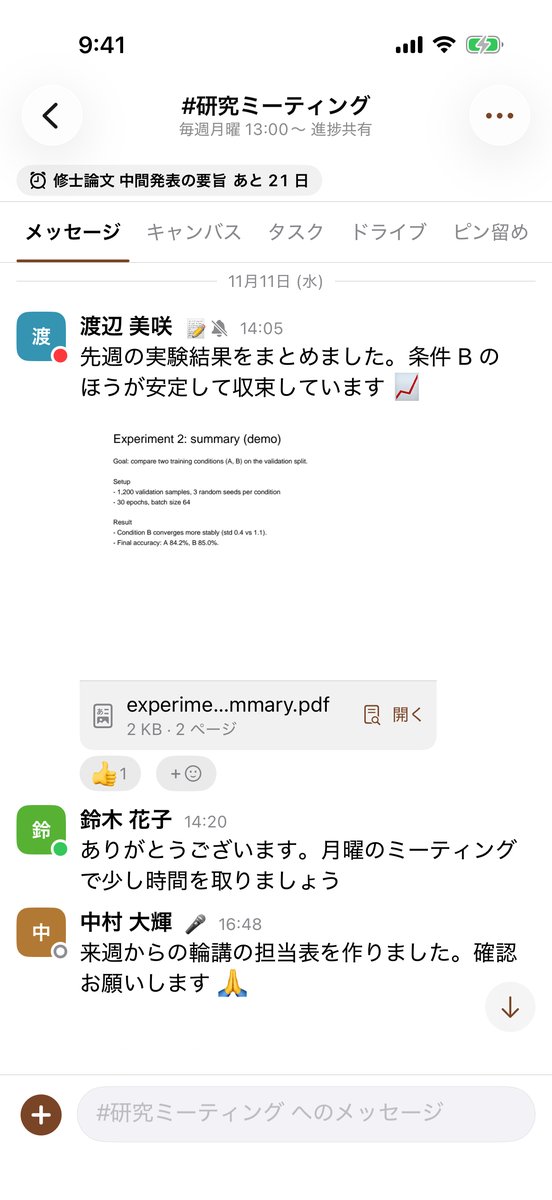 9:41
#研究ミーティング
毎週月曜 13:00〜 進捗共有
修士論文 中間発表の要旨 あと 21 日
メッセージ キャンバス タスク ドライブ ピン留め
11月11日 (水)
渡
渡辺 美咲 📝 14:05
先週の実験結果をまとめました。条件 B の
ほうが安定して収束しています 📈
Experiment 2: summary (demo)
Goal: compare two training conditions (A, B) on the validation split.
Setup
- 1,200 validation samples, 3 random seeds per condition
- 30 epochs, batch size 64
Result
- Condition B converges more stably (std 0.4 vs 1.1).
- Final accuracy: A 84.2%, B 85.0%.
experime...mmary.pdf
2 KB · 2 ページ
開く
👍 1
鈴
鈴木 花子 14:20
ありがとうございます。月曜のミーティング
で少し時間を取りましょう
中
中村 大輝 🎤 16:48
来週からの輪講の担当表を作りました。確認
お願いします 🙏
#研究ミーティング へのメッセージ